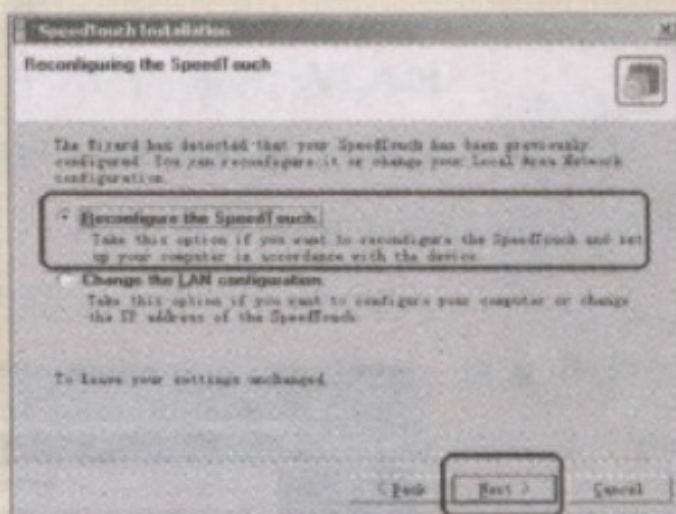 SpeedTouch Installation
Reconfiguring the SpeedTouch
The Wizard has detected that your SpeedTouch has been previously
configured. You can reconfigure it or change your Local Area Network
configuration.
Reconfigure the SpeedTouch.
Take this option if you want to reconfigure the SpeedTouch and set
up your computer in accordance with the device.
Change the LAN configuration.
Take this option if you want to configure your computer or change
the IP address of the SpeedTouch.
To leave your settings unchanged
< Back
Next >
Cancel